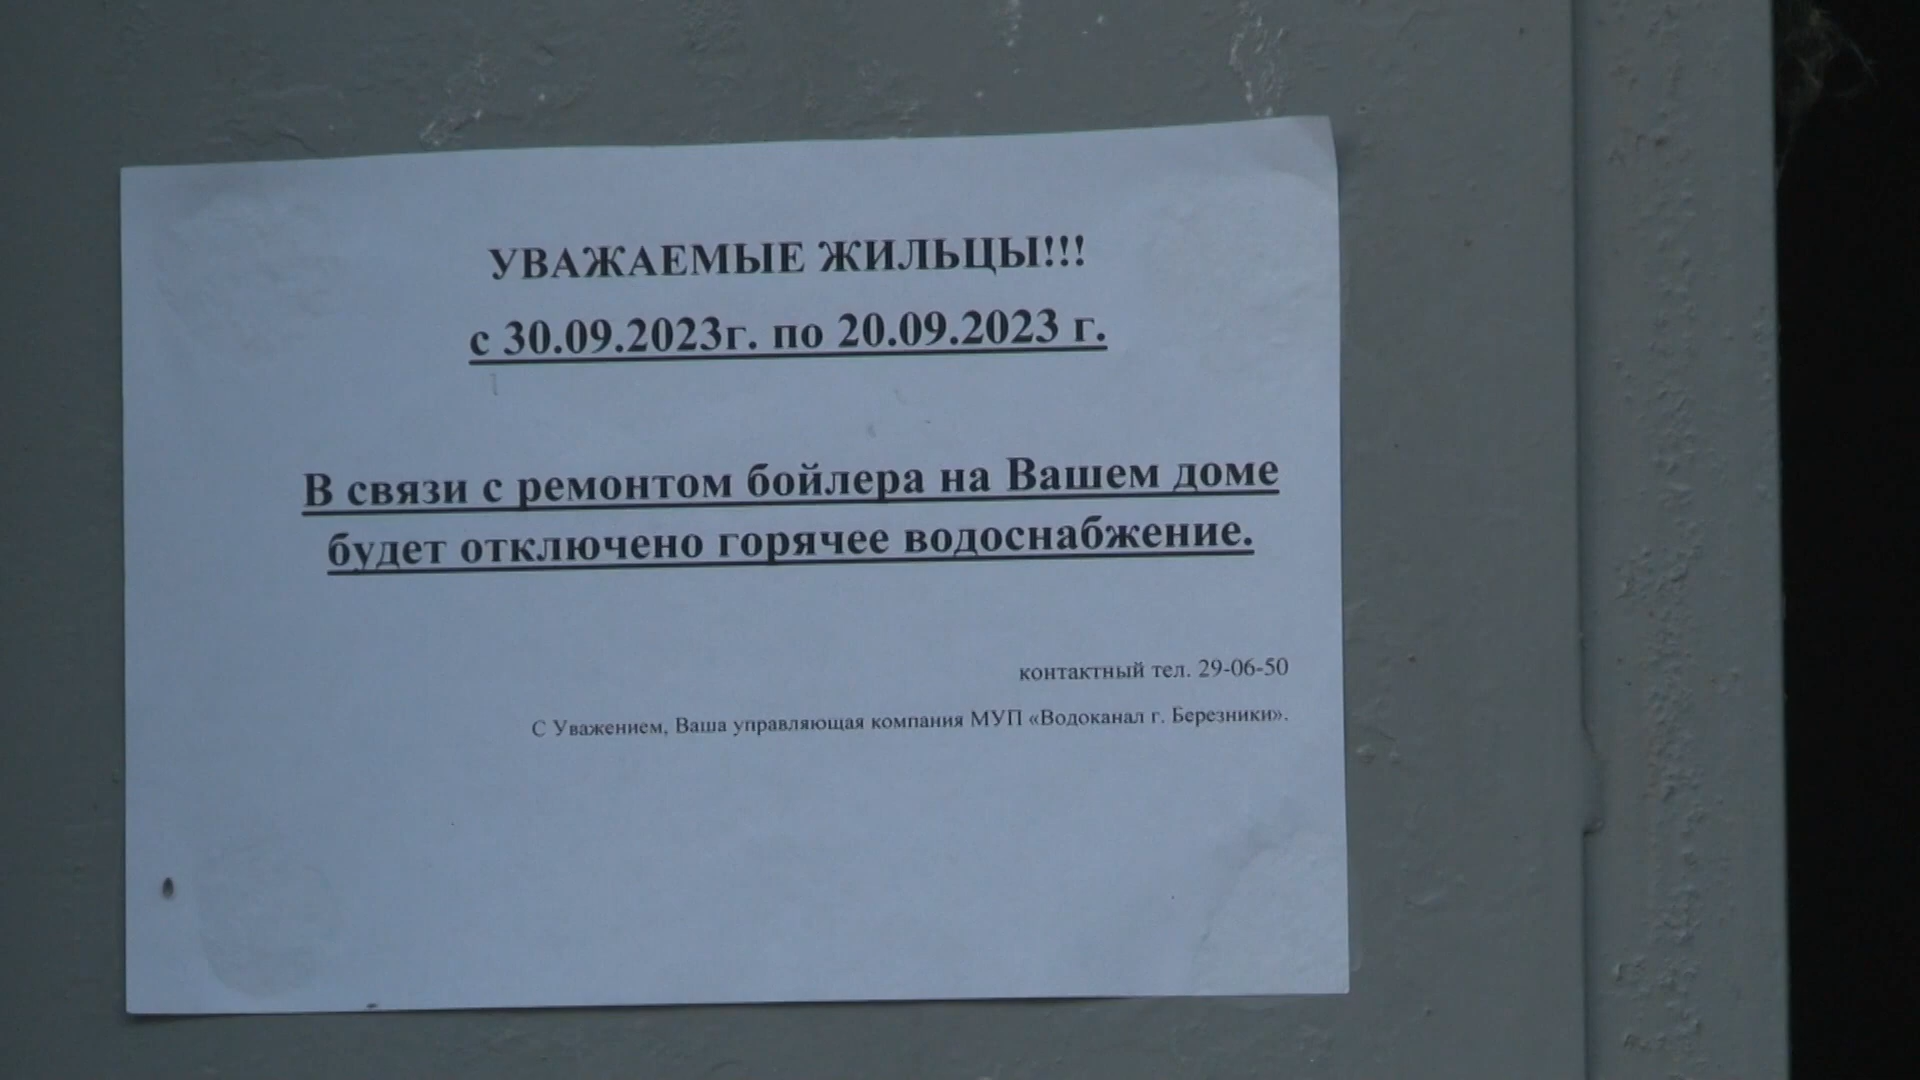 УВАЖАЕМЫЕ ЖИЛЬЦЫ!!!
с 30.09.2023г. по 20.09.2023 г.
В связи с ремонтом бойлера на Вашем доме
будет отключено горячее водоснабжение.
контактный тел. 29-06-50
С Уважением, Ваша управляющая компания МУП «Водоканал г. Березники».